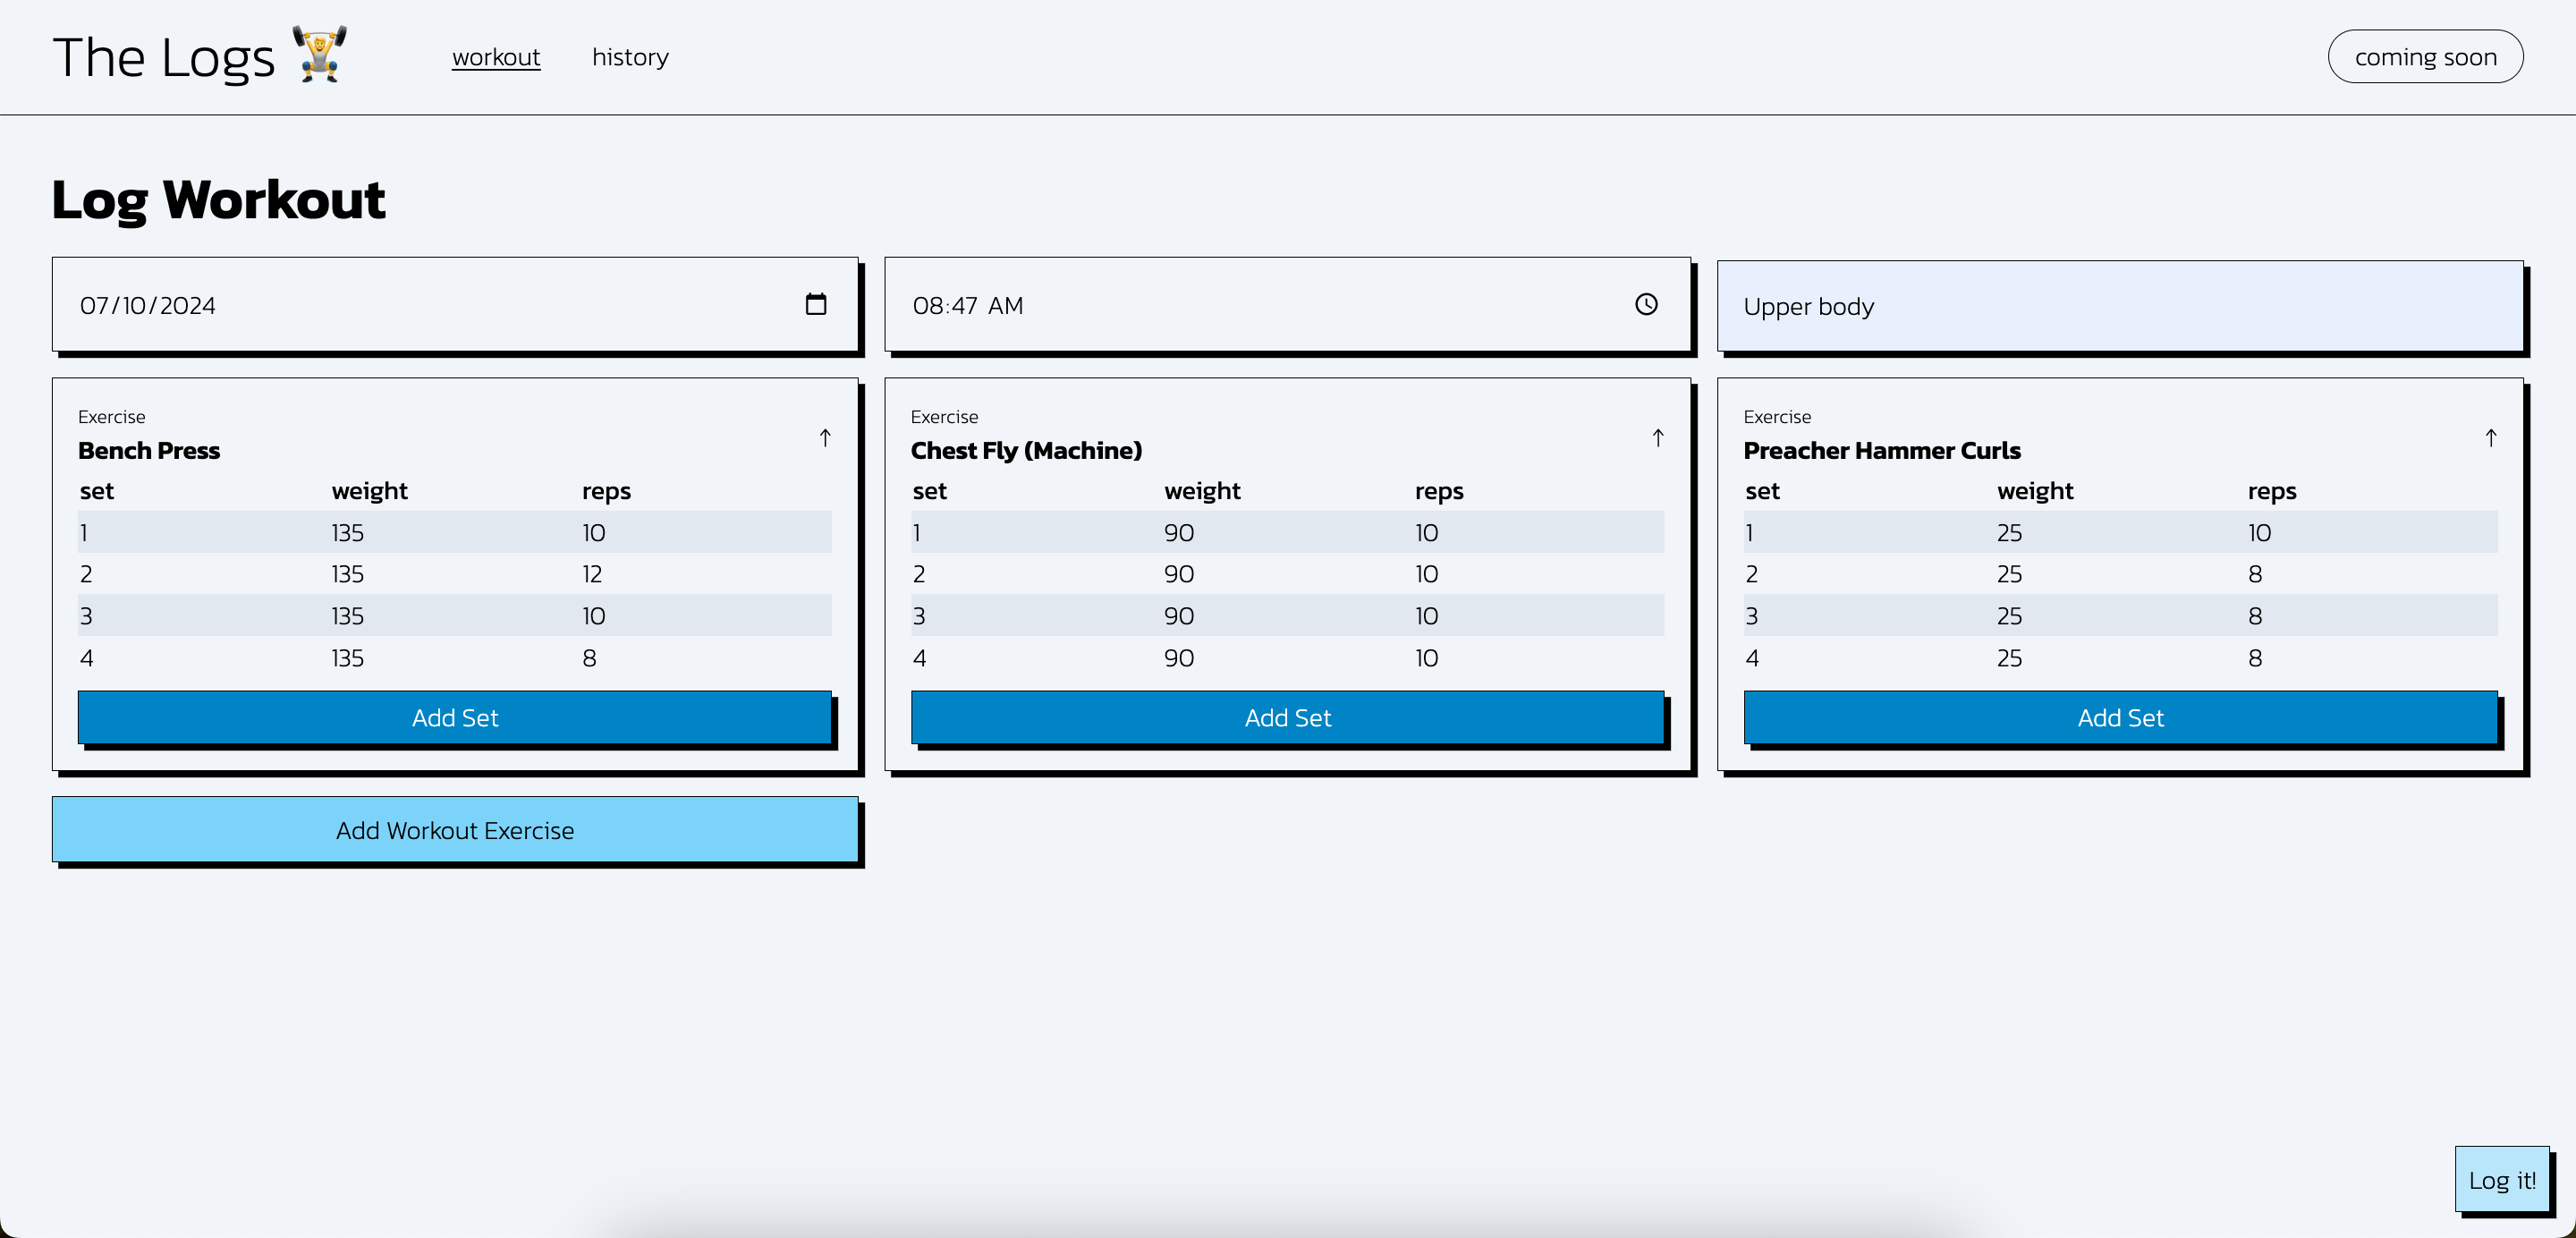 The Logs workout history coming soon
Log Workout
07/10/2024
08:47 AM
Upper body
Exercise
Bench Press
set weight reps
1 135 10
2 135 12
3 135 10
4 135 8
Add Set
Exercise
Chest Fly (Machine)
set weight reps
1 90 10
2 90 10
3 90 10
4 90 10
Add Set
Exercise
Preacher Hammer Curls
set weight reps
1 25 10
2 25 8
3 25 8
4 25 8
Add Set
Add Workout Exercise
Log it!